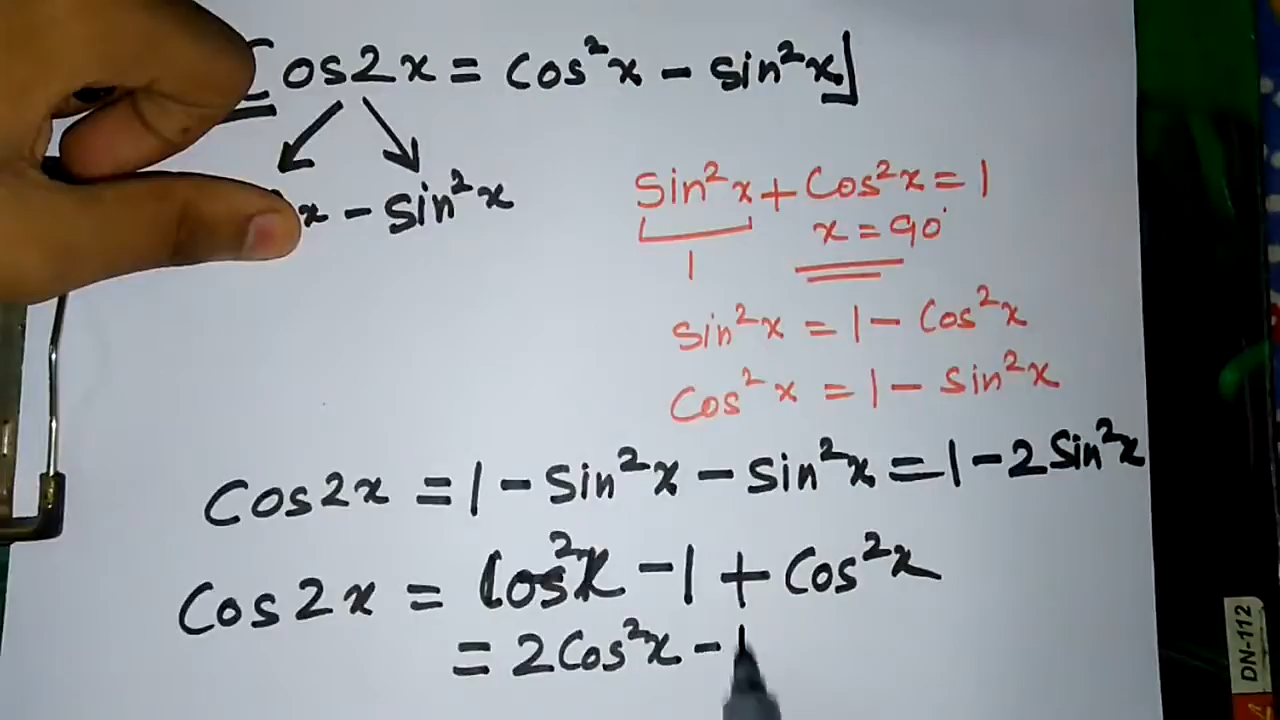 Cos2x = Cos²x - Sin²x]
x - Sin²x
Sin²x + Cos²x = 1
x = 90°
1
Sin²x = 1 - Cos²x
Cos²x = 1 - Sin²x
Cos2x = 1 - Sin²x - Sin²x = 1 - 2Sin²x
Cos2x = Cos²x - 1 + Cos²x
= 2Cos²x - 1
DN-112